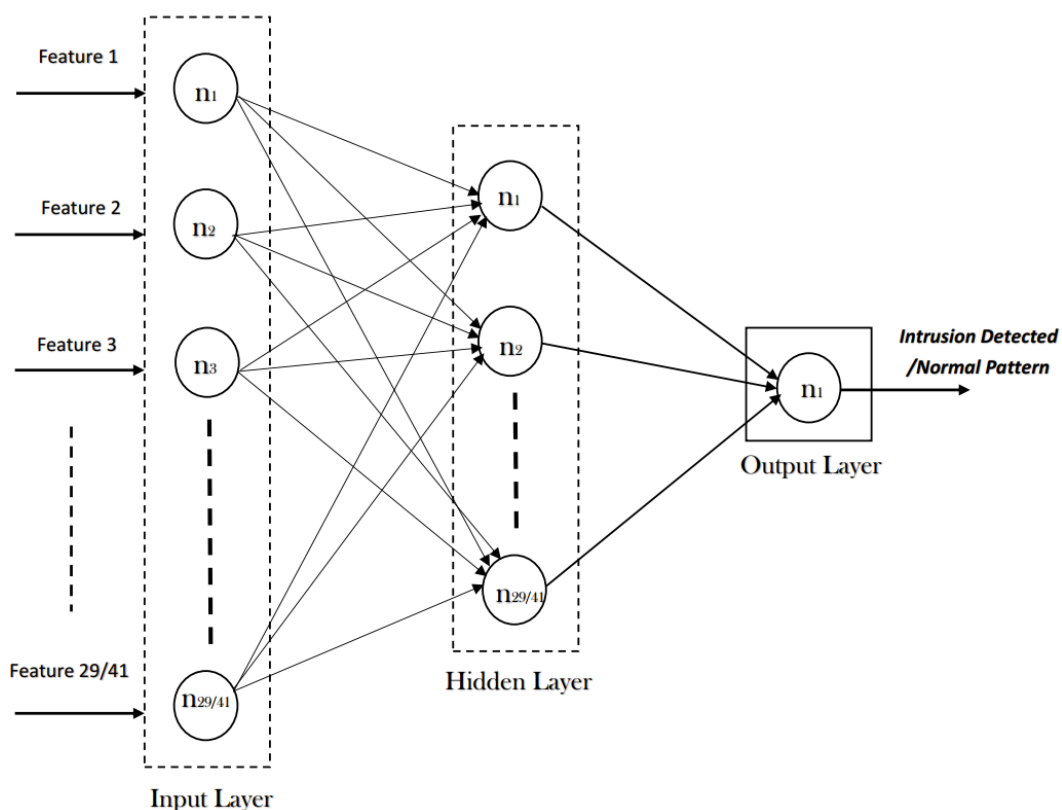 Feature 1
n1
Feature 2
n2
Feature 3
n3
Feature 29/41
n29/41
Input Layer
n1
n2
n29/41
Hidden Layer
n1
Output Layer
Intrusion Detected
/Normal Pattern